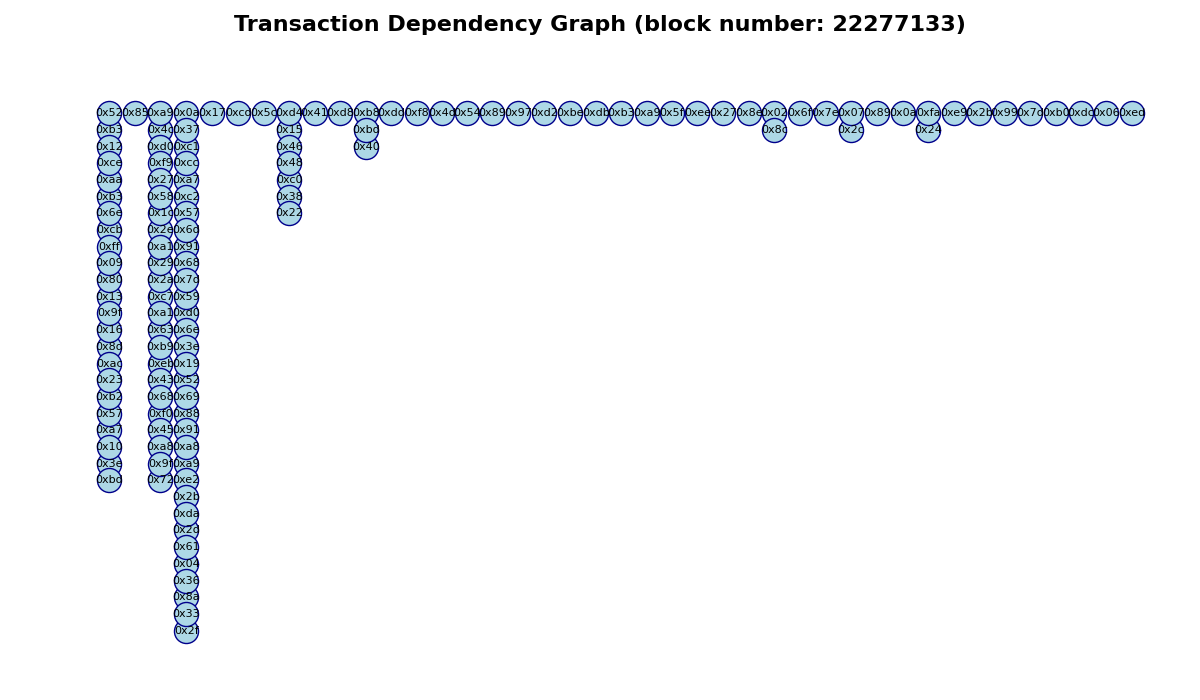 Transaction Dependency Graph (block number: 22277133)
0x52 0x85 0xa9 0x0a 0x17 0xcd 0x5c 0xd4 0x41 0xd8 0xb8 0xdd 0xf8 0x4c 0x54 0x89 0x97 0xd2 0xbe 0xdb 0xb3 0xa9 0x5f 0xee 0x27 0x8e 0x02 0x6f 0x7e 0x07 0x89 0x0a 0xfa 0xe9 0x2b 0x99 0x7c 0xb0 0xdd 0x06 0xed
0xb3 0x4c 0x37 0x15 0xbd 0x8c 0x2c 0x24
0x12 0xd0 0xc1 0x46 0x40
0xce 0xf9 0xcc 0x48
0xaa 0x27 0xa7 0xc0
0xb3 0x58 0xc2 0x38
0x6e 0x1c 0x57 0x22
0xcb 0x2e 0x6d
0xff 0xa1 0x91
0x09 0x29 0x68
0x80 0x2a 0x7d
0x13 0xc7 0x59
0x9f 0xa1 0xd0
0x16 0x63 0x6e
0x8d 0xb9 0x3e
0xac 0xeb 0x19
0x23 0x43 0x52
0xb2 0x68 0x69
0x57 0xf0 0x88
0xa7 0x45 0x91
0x10 0xa8 0xa8
0x3e 0x9f 0xa9
0xbd 0x72 0xe2
0x2b
0xda
0x2d
0x61
0x04
0x36
0x8a
0x33
0x2f